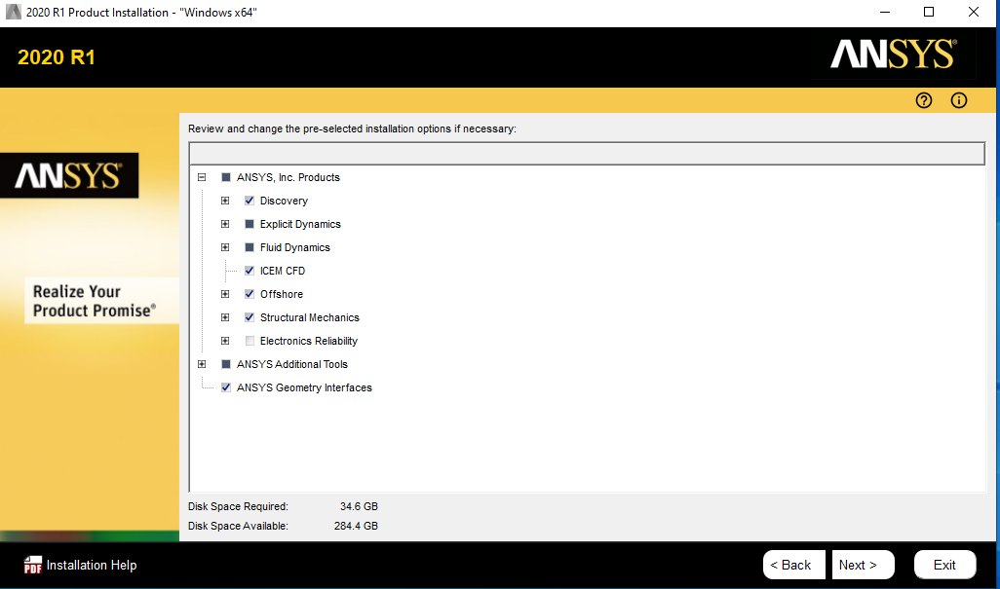 2020 R1 Product Installation - "Windows x64"
2020 R1
ANSYS®
Review and change the pre-selected installation options if necessary:
ANSYS®
ANSYS, Inc. Products
Discovery
Explicit Dynamics
Fluid Dynamics
ICEM CFD
Offshore
Structural Mechanics
Electronics Reliability
ANSYS Additional Tools
ANSYS Geometry Interfaces
Realize Your
Product Promise®
Disk Space Required: 34.6 GB
Disk Space Available: 284.4 GB
PDF Installation Help
< Back Next > Exit